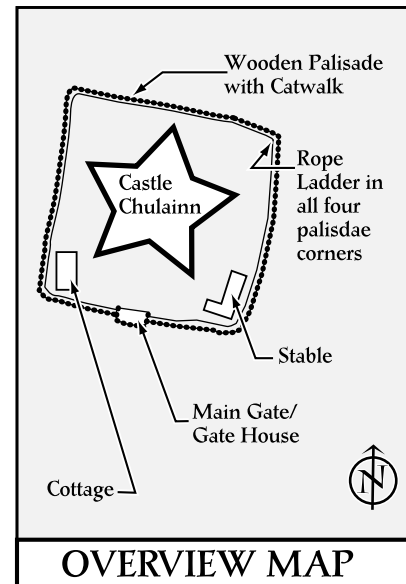 Wooden Palisade
with Catwalk
Castle
Chulainn
Rope
Ladder in
all four
palisdae
corners
Stable
Main Gate/
Gate House
Cottage
N
OVERVIEW MAP